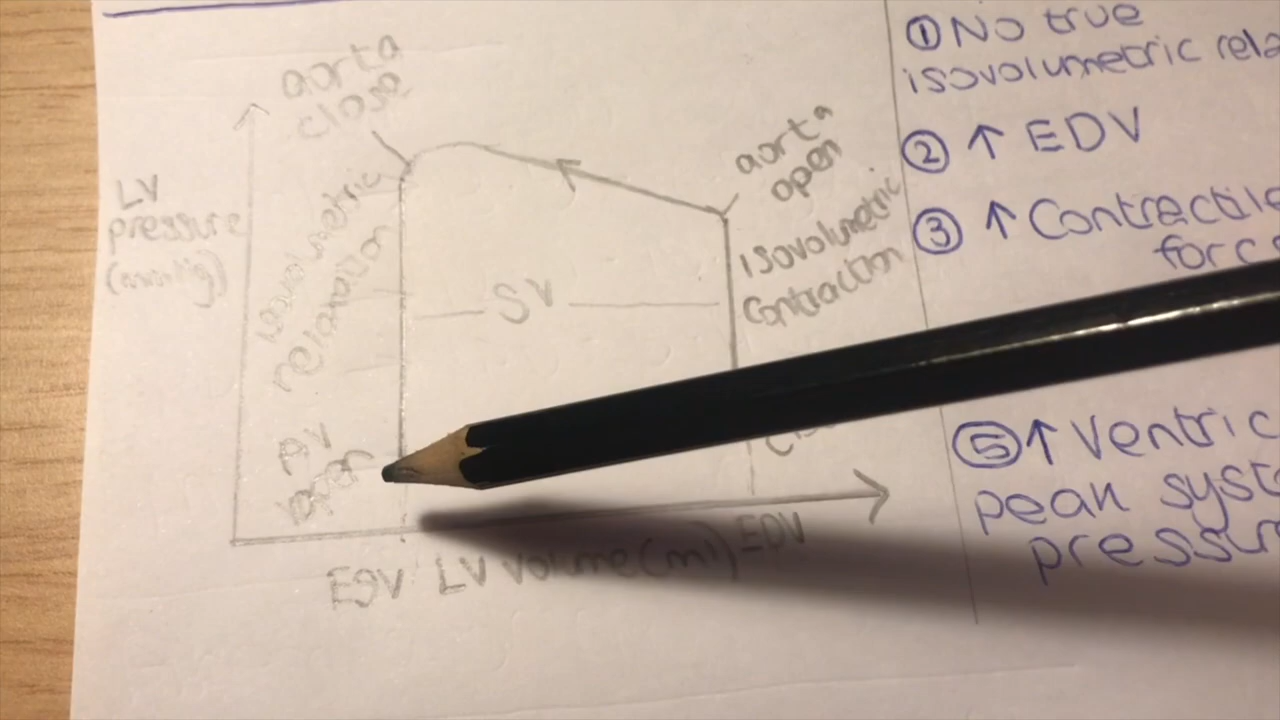 aorta
close
LV
pressure
(mmHg)
isovolumetric
relaxation
SV
aorta
open
isovolumetric
contraction
open
ESV LV volume(ml) EDV
① No true
isovolumetric rela
② ↑ EDV
③ ↑ Contractile
force
⑤ ↑ Ventric
peak syst
pressur